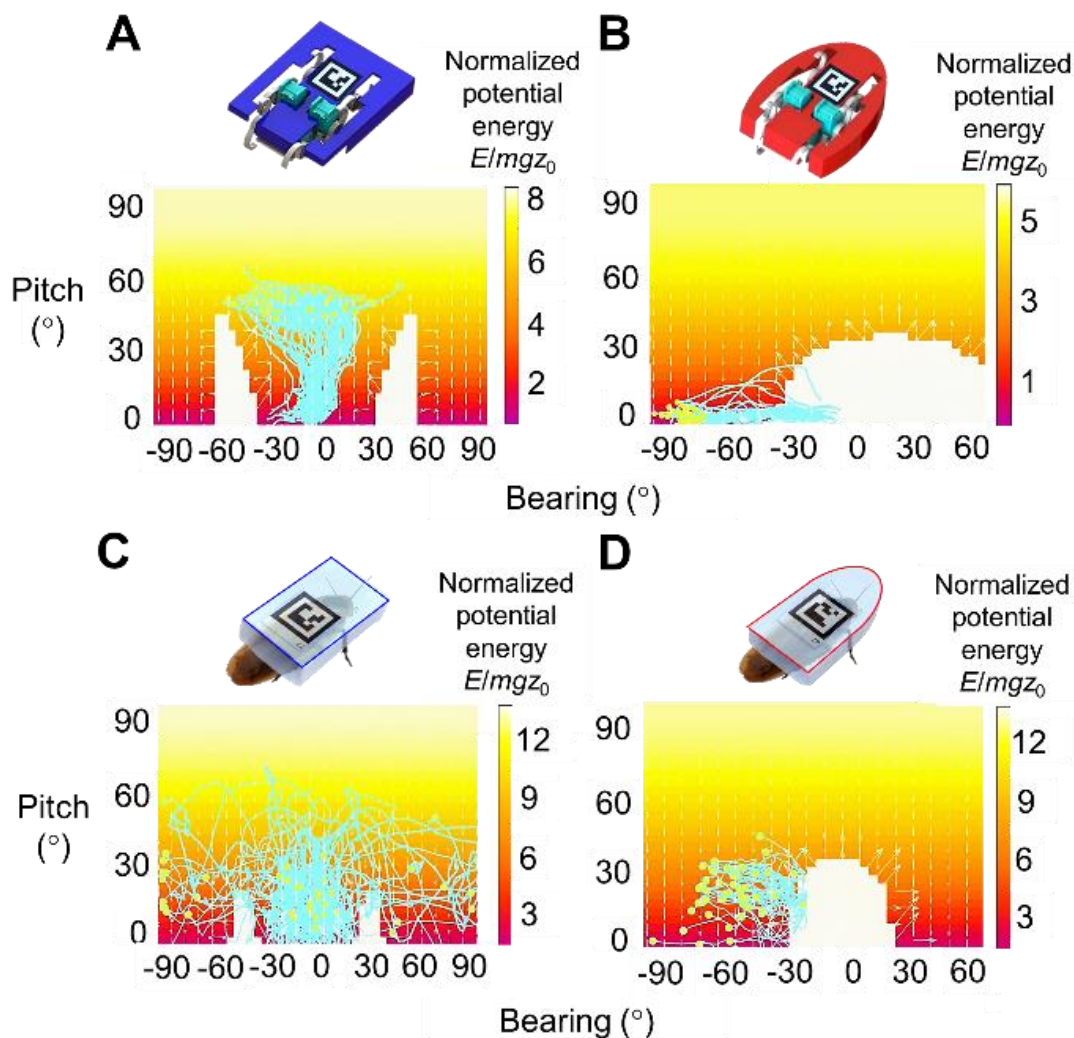 A
Normalized
potential
energy
E/mgz₀
B
Normalized
potential
energy
E/mgz₀
90
60
30
0
8
6
4
2
90
60
30
0
5
3
1
Pitch
(°)
-90 -60 -30 0 30 60 90
-90 -60 -30 0 30 60
Bearing (°)
C
Normalized
potential
energy
E/mgz₀
D
Normalized
potential
energy
E/mgz₀
90
60
30
0
12
9
6
3
90
60
30
0
12
9
6
3
Pitch
(°)
-90 -60 -30 0 30 60 90
-90 -60 -30 0 30 60
Bearing (°)